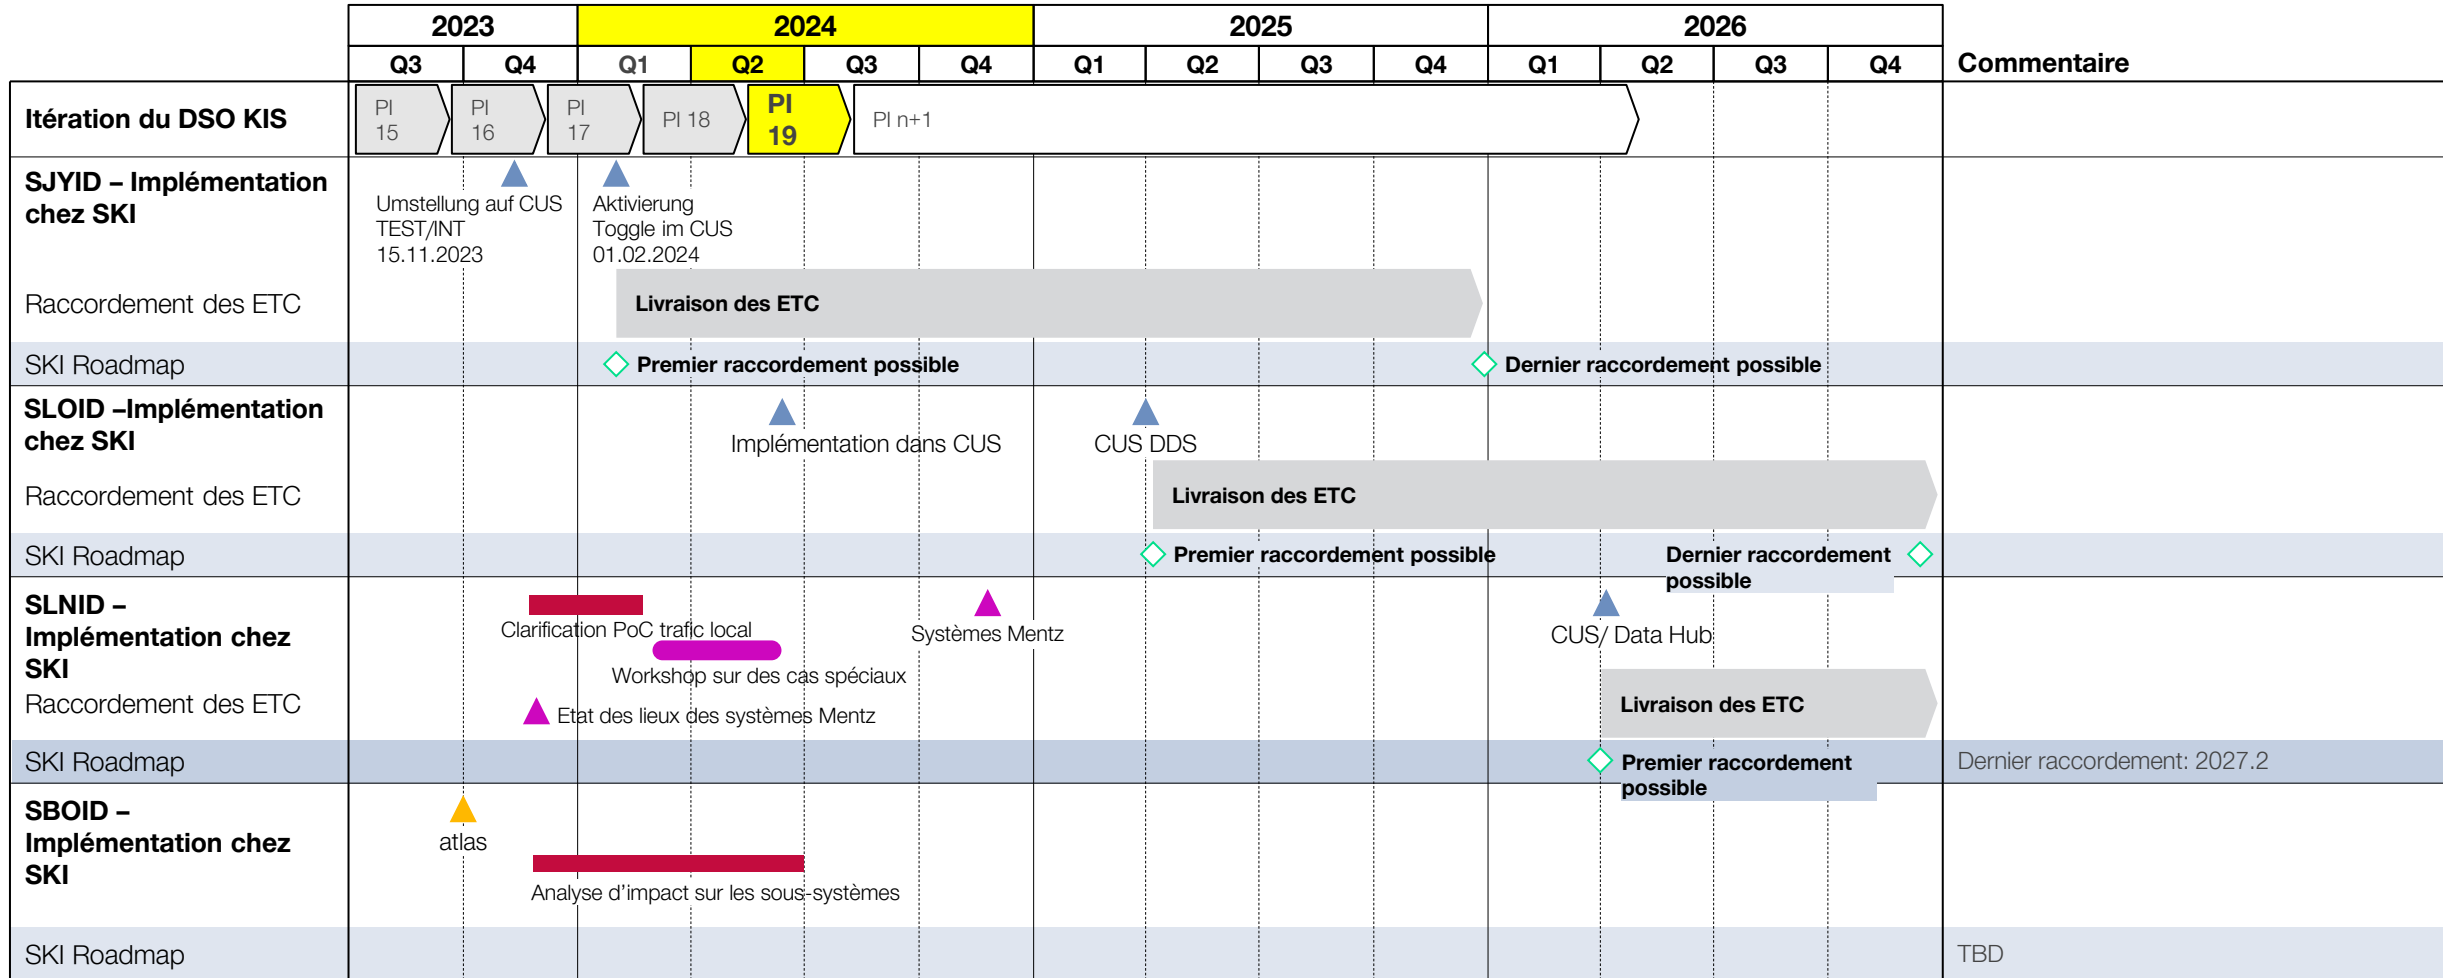 2023 2024 2025 2026
Q3 Q4 Q1 Q2 Q3 Q4 Q1 Q2 Q3 Q4 Q1 Q2 Q3 Q4 Commentaire
Itération du DSO KIS
PI
15
PI
16
PI
17
PI 18
PI
19
PI n+1
SJYID – Implémentation
chez SKI
Umstellung auf CUS
TEST/INT
15.11.2023
Aktivierung
Toggle im CUS
01.02.2024
Raccordement des ETC
Livraison des ETC
SKI Roadmap
Premier raccordement possible
Dernier raccordement possible
SLOID –Implémentation
chez SKI
Implémentation dans CUS
CUS DDS
Raccordement des ETC
Livraison des ETC
SKI Roadmap
Premier raccordement possible
Dernier raccordement
possible
SLNID –
Implémentation chez
SKI
Clarification PoC trafic local
Workshop sur des cas spéciaux
Systèmes Mentz
CUS/ Data Hub
Raccordement des ETC
Etat des lieux des systèmes Mentz
Livraison des ETC
SKI Roadmap
Premier raccordement
possible
Dernier raccordement: 2027.2
SBOID –
Implémentation chez
SKI
atlas
Analyse d’impact sur les sous-systèmes
SKI Roadmap
TBD